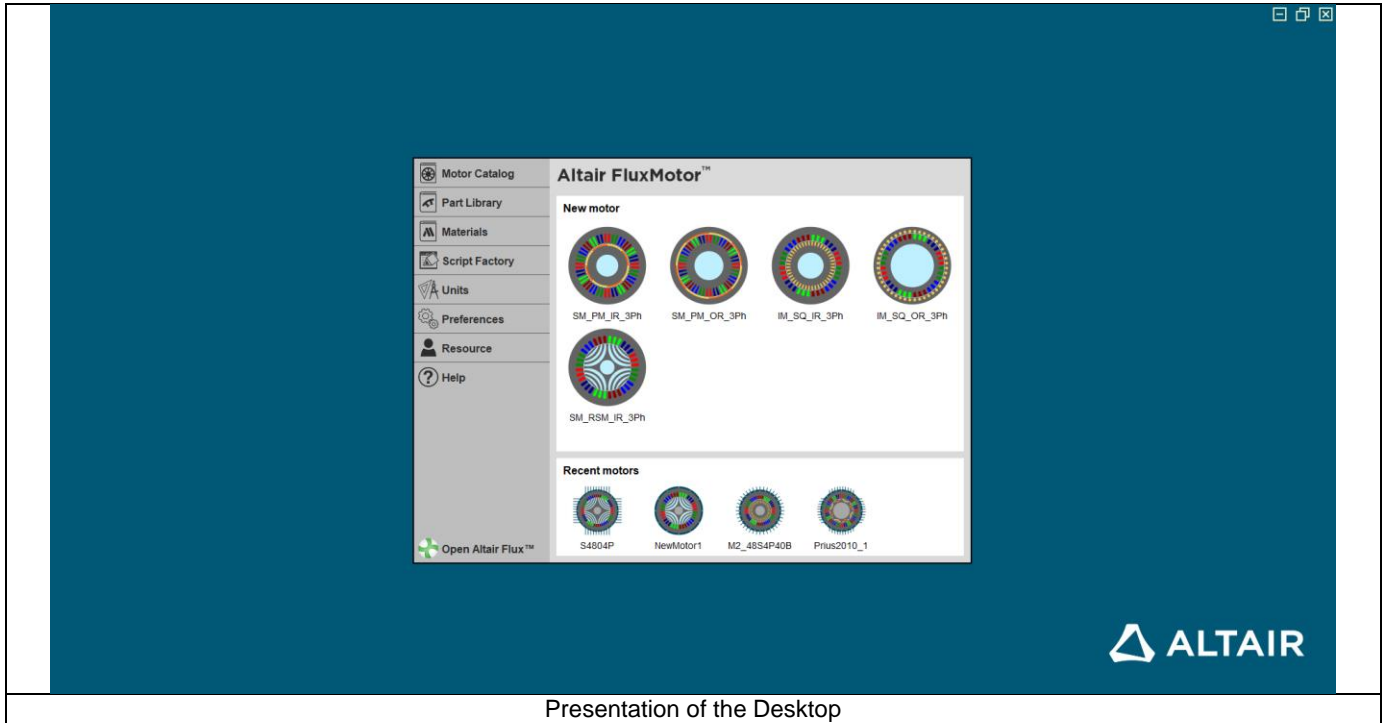 Motor Catalog
Part Library
Materials
Script Factory
Units
Preferences
Resource
Help
Open Altair Flux™
Altair FluxMotor™
New motor
SM_PM_IR_3Ph SM_PM_OR_3Ph IM_SQ_IR_3Ph IM_SQ_OR_3Ph
SM_RSM_IR_3Ph
Recent motors
S4804P NewMotor1 M2_48S4P40B Prius2010_1
ALTAIR
Presentation of the Desktop